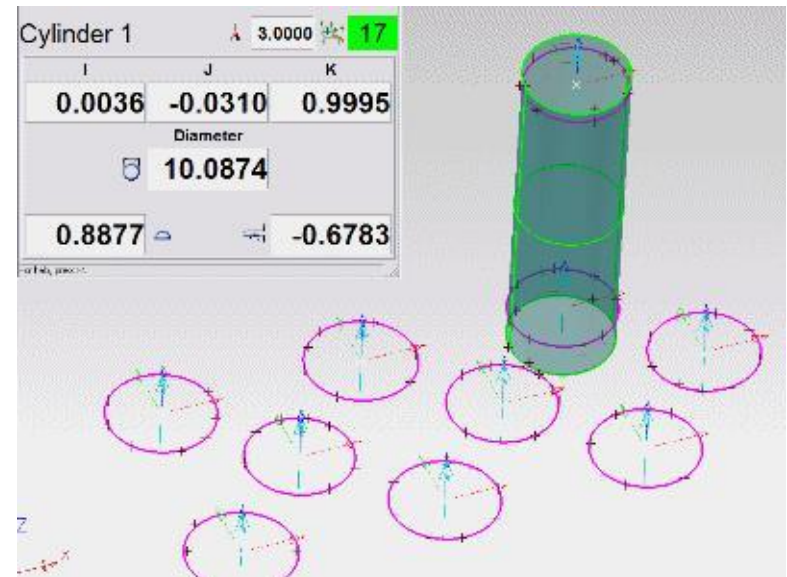 Cylinder 1 3.0000 17
I J K
0.0036 -0.0310 0.9995
Diameter
10.0874
0.8877 -0.6783
Z
X